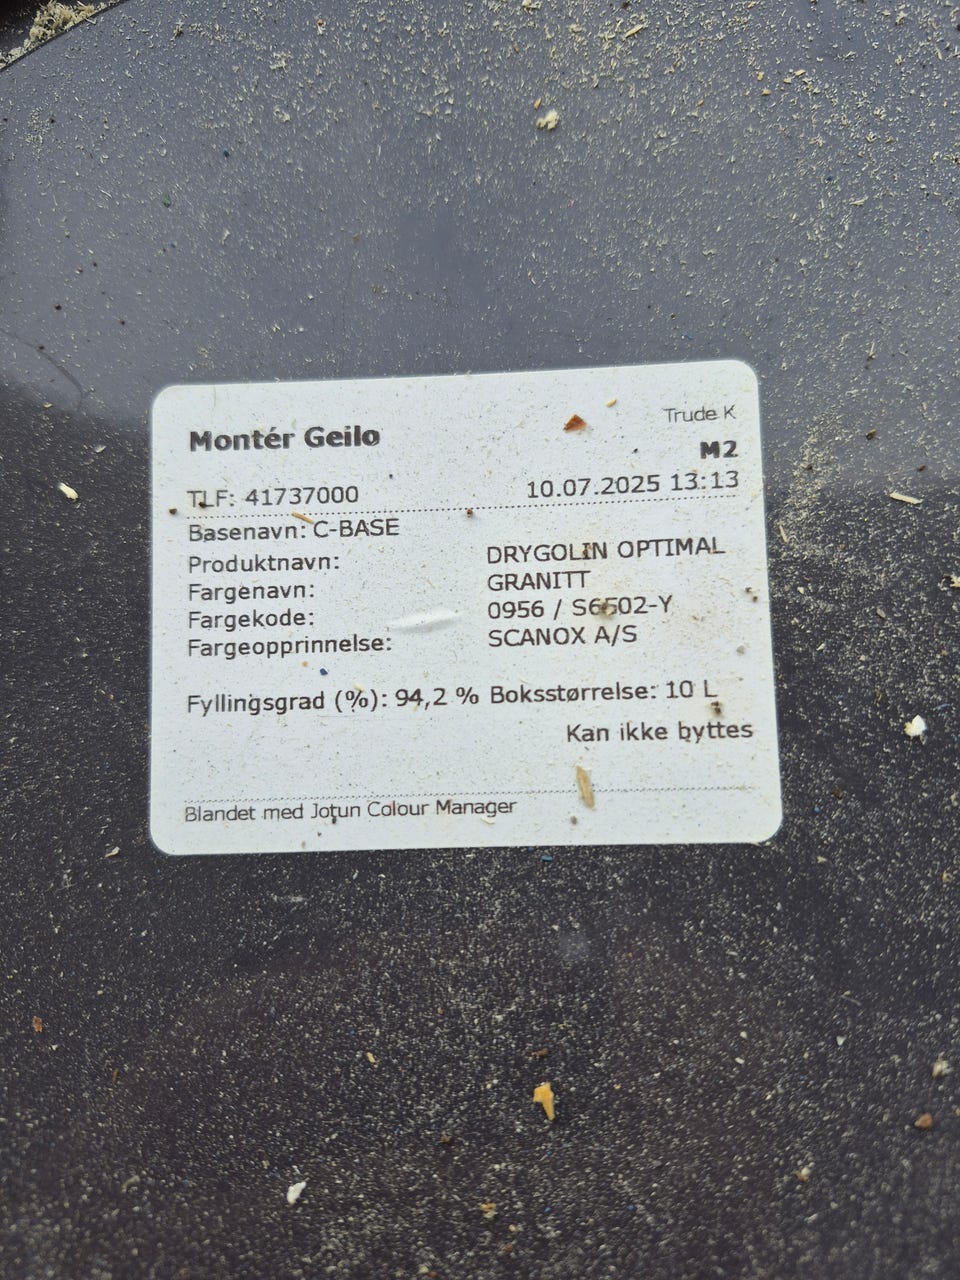 Trude K
Montér Geilo
M2
TLF: 41737000 10.07.2025 13:13
Basenavn: C-BASE
Produktnavn: DRYGOLIN OPTIMAL
Fargenavn: GRANITT
Fargekode: 0956 / S6502-Y
Fargeopprinnelse: SCANOX A/S
Fyllingsgrad (%): 94,2 % Boksstørrelse: 10 L
Kan ikke byttes
Blandet med Jotun Colour Manager